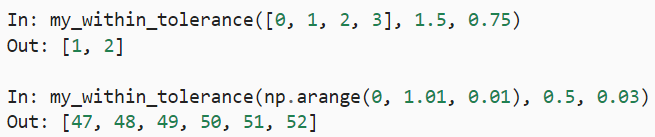 In: my_within_tolerance([0, 1, 2, 3], 1.5, 0.75)
Out: [1, 2]
In: my_within_tolerance(np.arange(0, 1.01, 0.01), 0.5, 0.03)
Out: [47, 48, 49, 50, 51, 52]